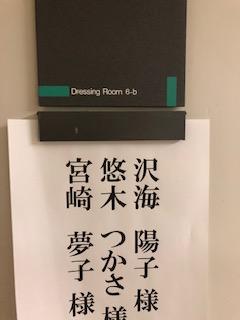 Dressing Room 6-b
沢海 陽子 様
悠木 つかさ 様
宮崎 夢子 様